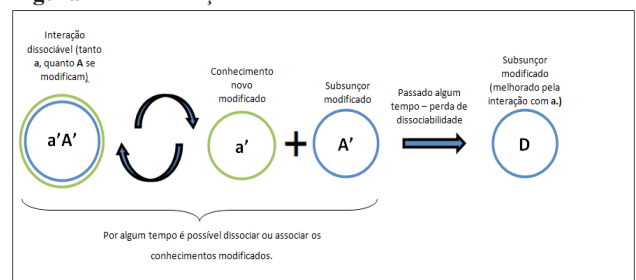 Interação
dissociável (tanto
a, quanto A se
modificam)
a'A'
Conhecimento
novo
modificado
a'
+
Subsunçor
modificado
A'
Passado algum
tempo – perda de
dissociabilidade
Subsunçor
modificado
(melhorado pela
interação com a.)
D
Por algum tempo é possível dissociar ou associar os
conhecimentos modificados.